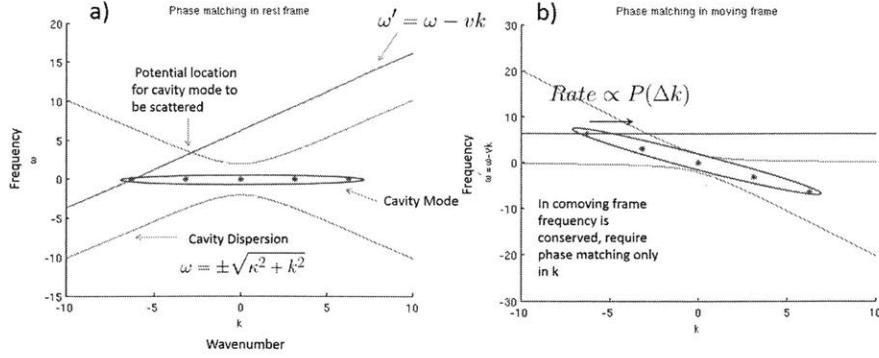 a)
Phase matching in rest frame
ω' = ω − vk
20
15
10
5
0
-5
-10
-15
-10
-5
0
5
10
Frequency
ω
k
Wavenumber
Potential location
for cavity mode to
be scattered
Cavity Mode
Cavity Dispersion
ω = ±√(κ² + k²)
b)
Phase matching in moving frame
30
20
10
0
-10
-20
-30
-10
-5
0
5
10
Frequency
ω = ω−vk
k
Rate ∝ P(Δk)
In comoving frame
frequency is
conserved, require
phase matching only
in k